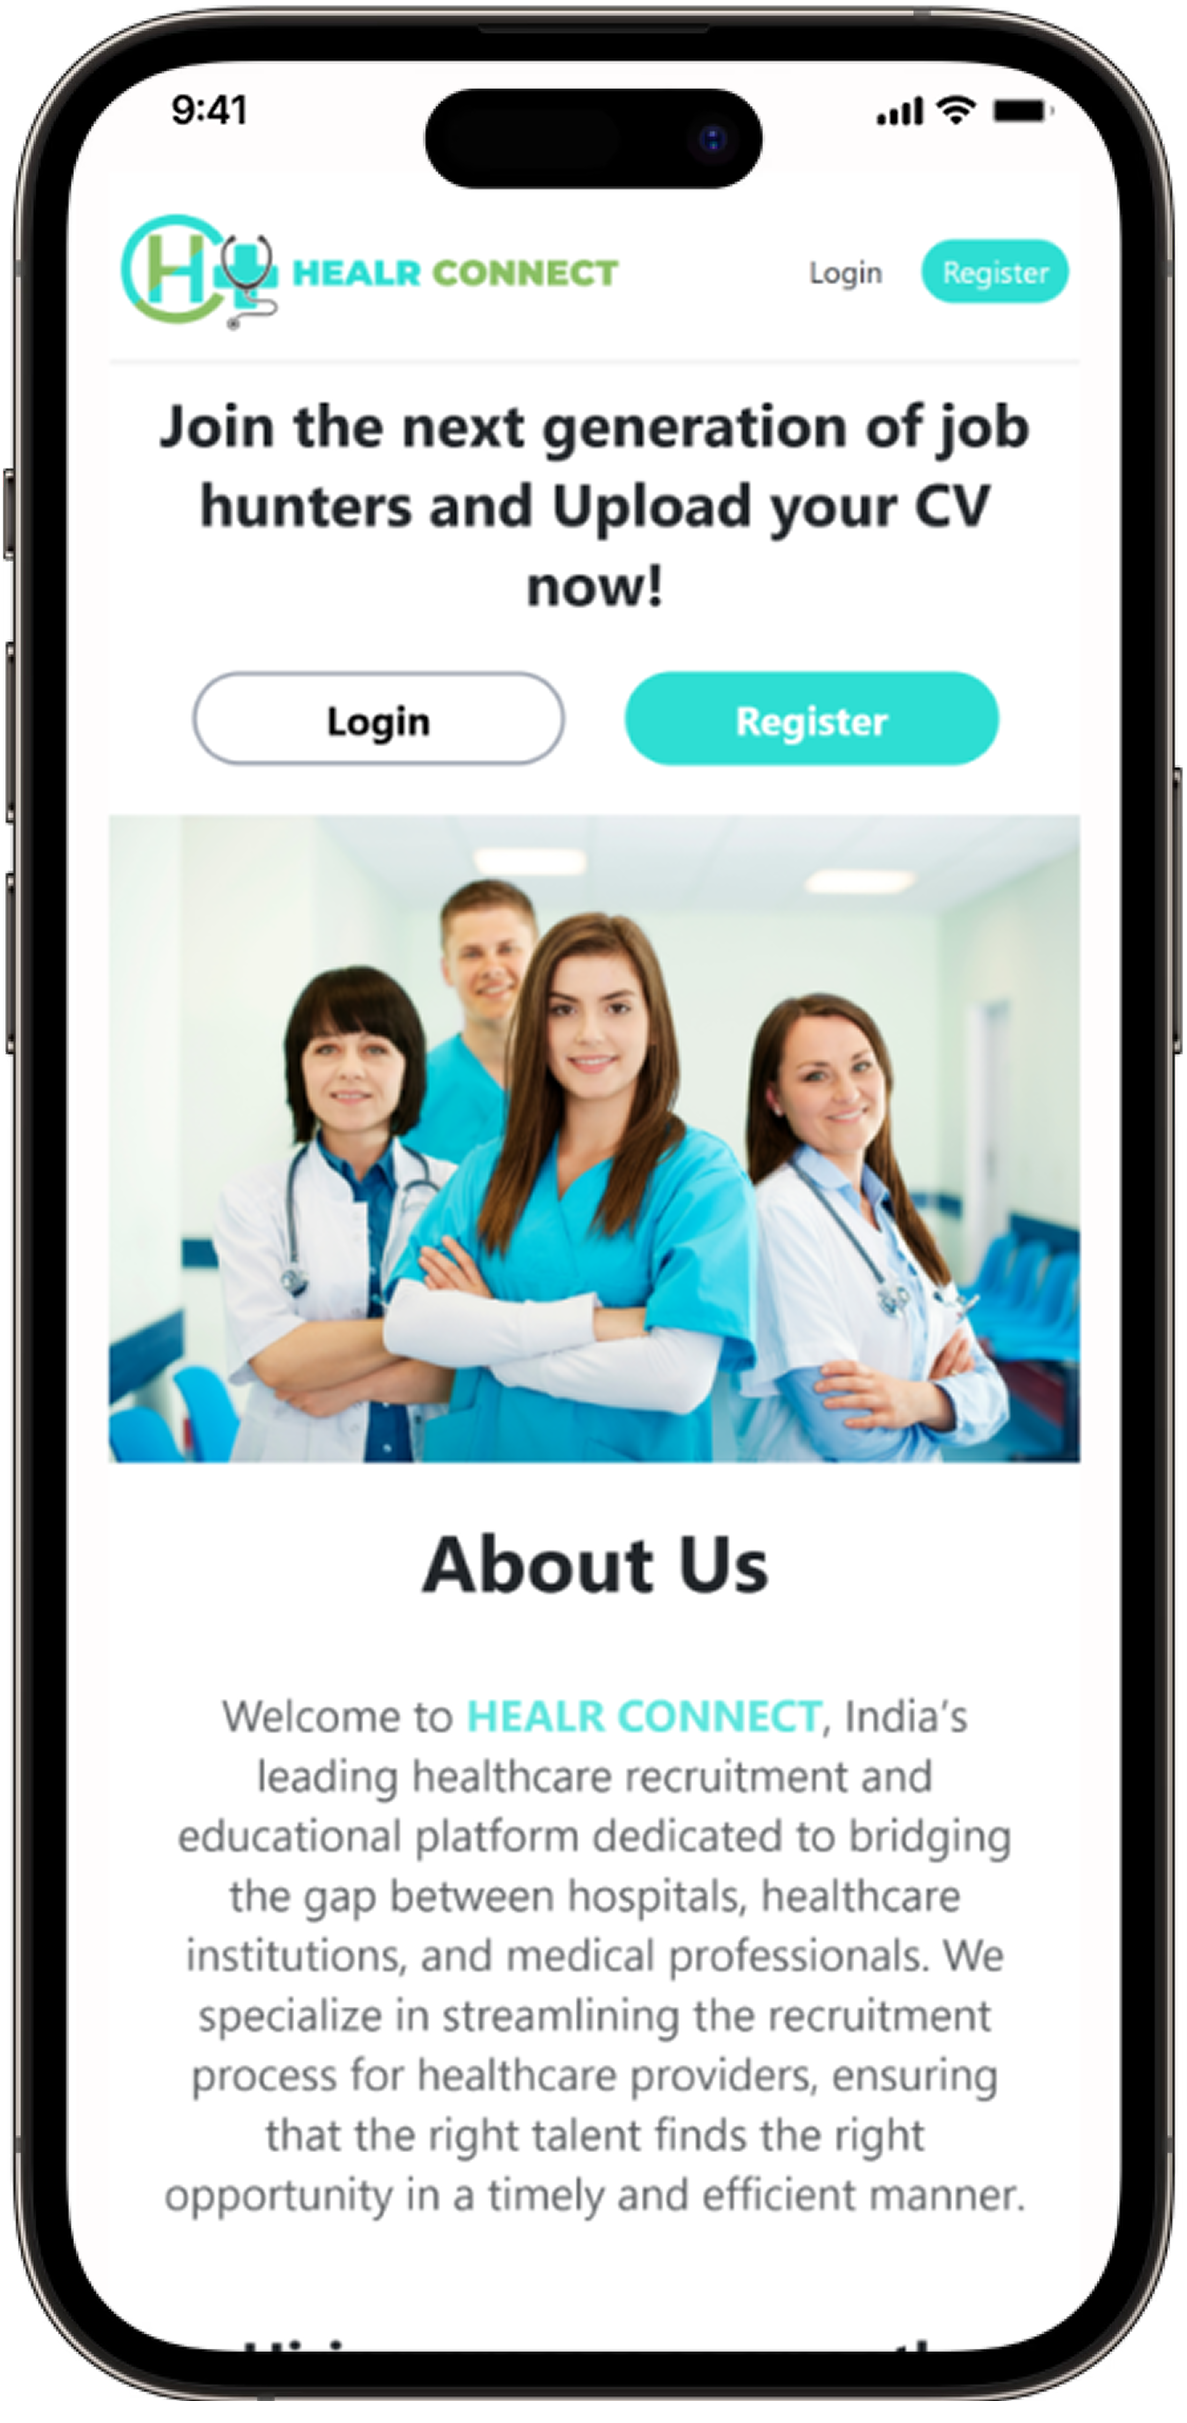 9:41
HEALR CONNECT
Login
Register
Join the next generation of job
hunters and Upload your CV
now!
Login
Register
About Us
Welcome to HEALR CONNECT, India’s
leading healthcare recruitment and
educational platform dedicated to bridging
the gap between hospitals, healthcare
institutions, and medical professionals. We
specialize in streamlining the recruitment
process for healthcare providers, ensuring
that the right talent finds the right
opportunity in a timely and efficient manner.